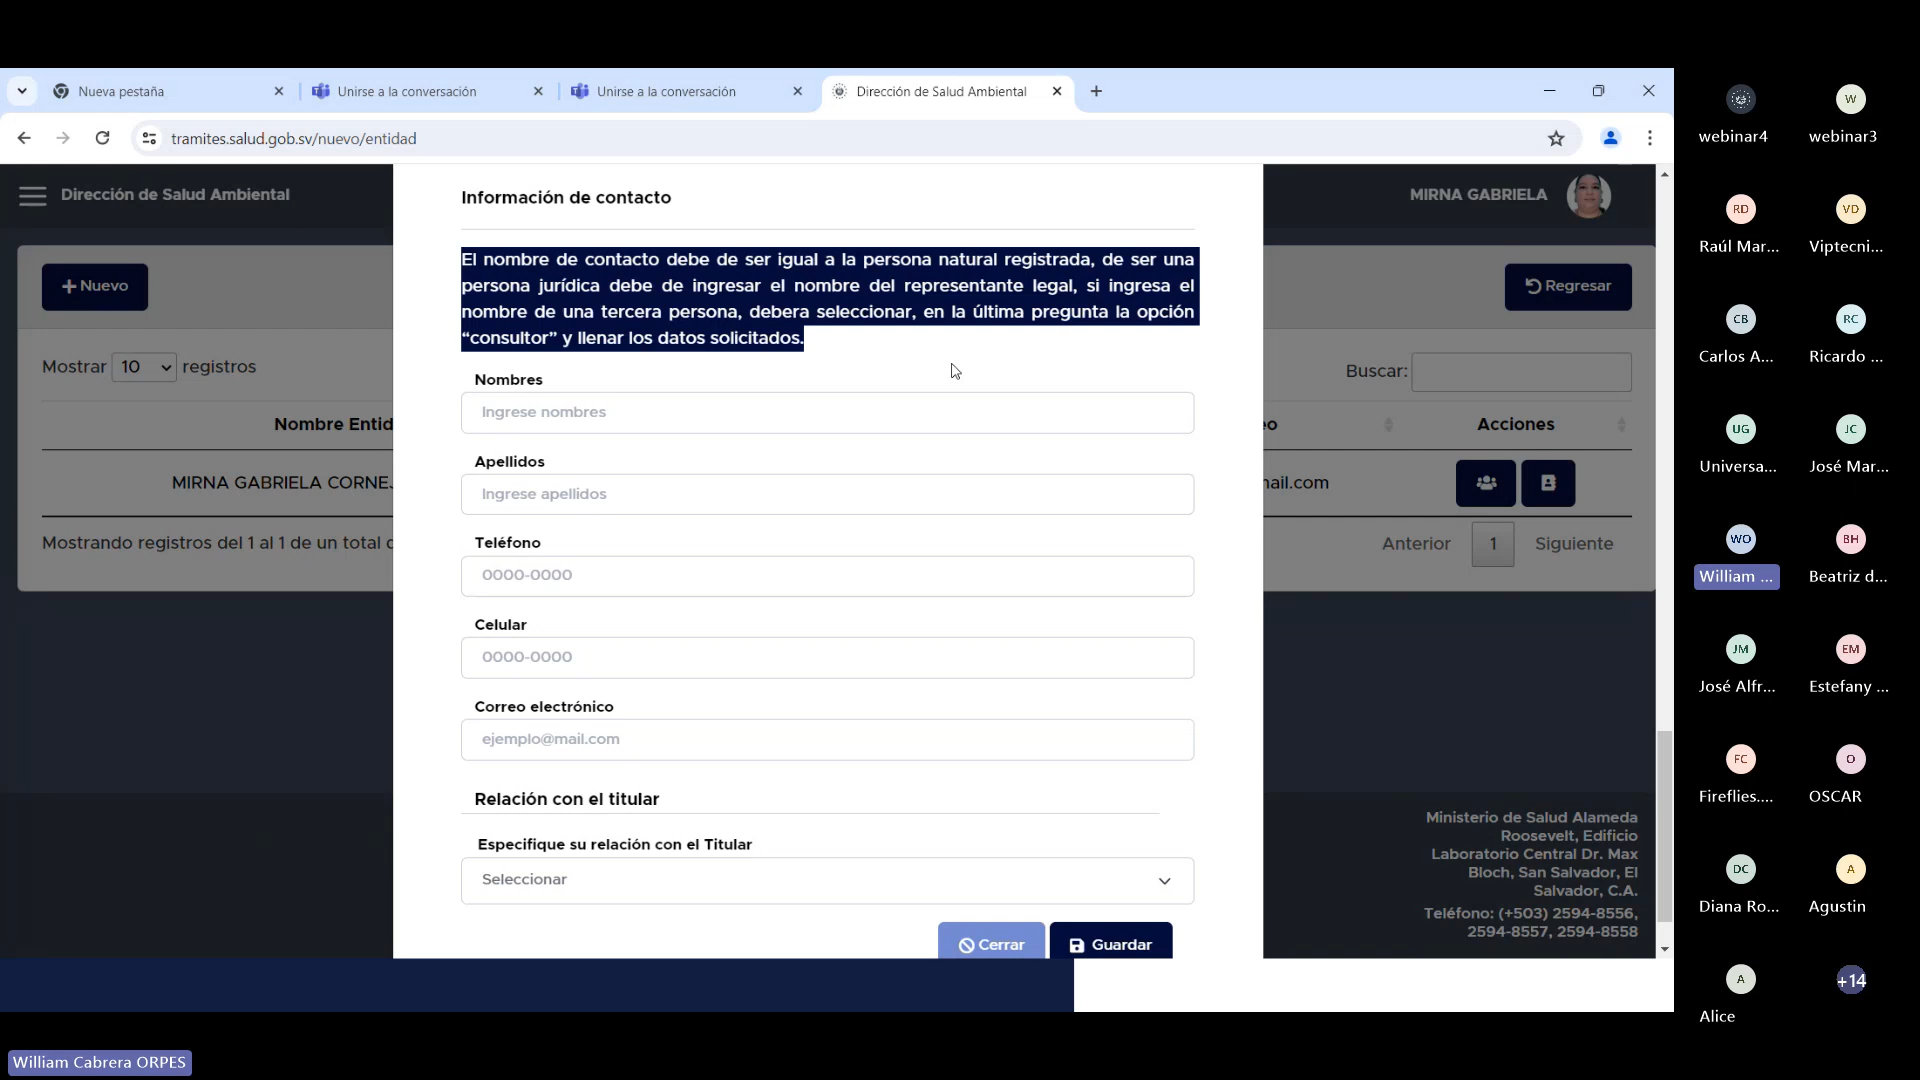 Nueva pestaña
Unirse a la conversación
Unirse a la conversación
Dirección de Salud Ambiental
tramites.salud.gob.sv/nuevo/entidad
Dirección de Salud Ambiental
MIRNA GABRIELA
Nuevo
Regresar
Mostrar 10 registros
Buscar:
Nombre Entid
eo
Acciones
MIRNA GABRIELA CORNEJ
mail.com
Mostrando registros del 1 al 1 de un total d
Anterior 1 Siguiente
Información de contacto
El nombre de contacto debe de ser igual a la persona natural registrada, de ser una
persona jurídica debe de ingresar el nombre del representante legal, si ingresa el
nombre de una tercera persona, debera seleccionar, en la última pregunta la opción
“consultor” y llenar los datos solicitados.
Nombres
Ingrese nombres
Apellidos
Ingrese apellidos
Teléfono
0000-0000
Celular
0000-0000
Correo electrónico
ejemplo@mail.com
Relación con el titular
Especifique su relación con el Titular
Seleccionar
Cerrar
Guardar
Ministerio de Salud Alameda
Roosevelt, Edificio
Laboratorio Central Dr. Max
Bloch, San Salvador, El
Salvador, C.A.
Teléfono: (+503) 2594-8556,
2594-8557, 2594-8558
W
webinar4
webinar3
RD
VD
Raúl Mar...
Viptecni...
CB
RC
Carlos A...
Ricardo ...
UG
JC
Universa...
José Mar...
WO
BH
William ...
Beatriz d...
JM
EM
José Alfr...
Estefany ...
FC
O
Fireflies....
OSCAR
DC
A
Diana Ro...
Agustin
A
+14
Alice
William Cabrera ORPES